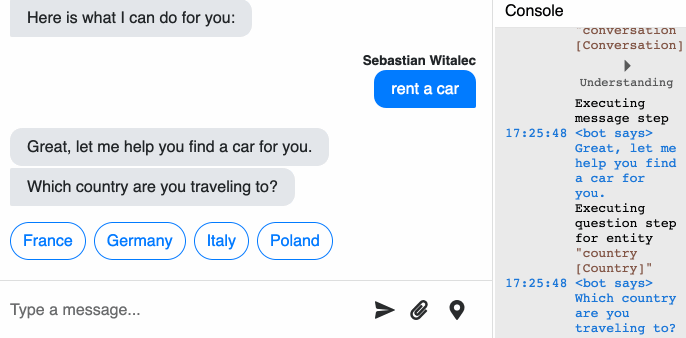 Here is what I can do for you:
Sebastian Witalec
rent a car
Great, let me help you find a car for you.
Which country are you traveling to?
France Germany Italy Poland
Type a message...
Console
"conversation
[Conversation]
Understanding
Executing
message step
17:25:48 <bot says>
Great, let me
help you find
a car for
you.
Executing
question step
for entity
"country
[Country]"
17:25:48 <bot says>
Which country
are you
traveling to?